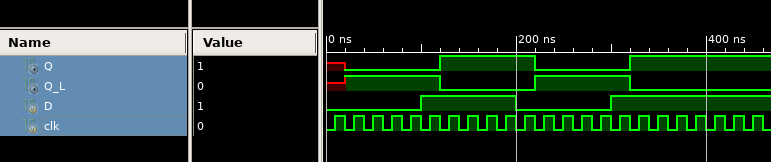 Name Value 0 ns 200 ns 400 ns
Q 1
Q_L 0
D 1
clk 0